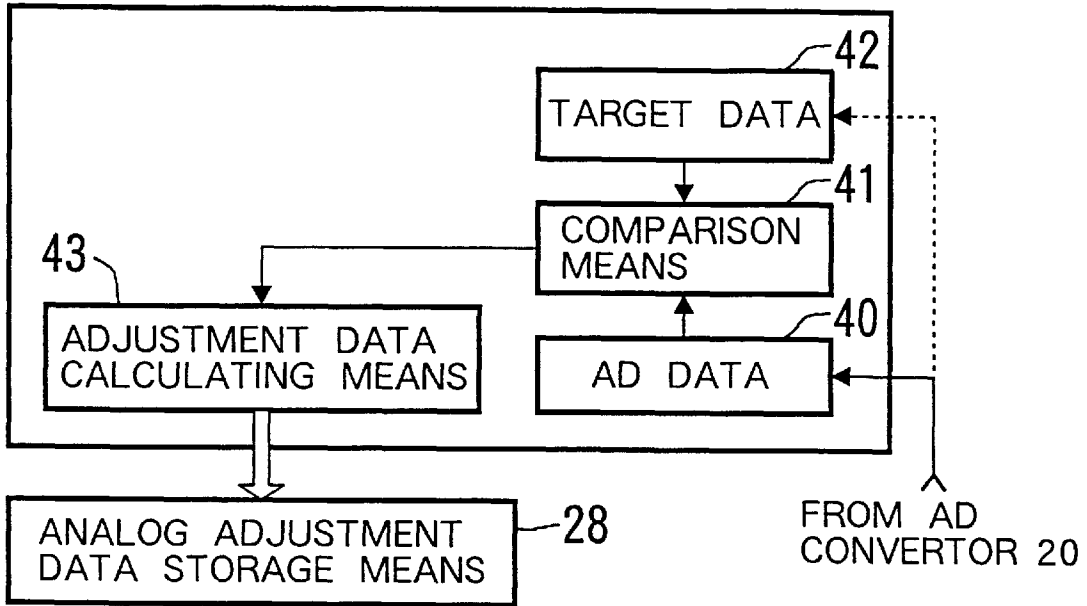 42
TARGET DATA
41
COMPARISON
MEANS
43
ADJUSTMENT DATA
CALCULATING MEANS
40
AD DATA
ANALOG ADJUSTMENT
DATA STORAGE MEANS
28
FROM AD
CONVERTOR 20